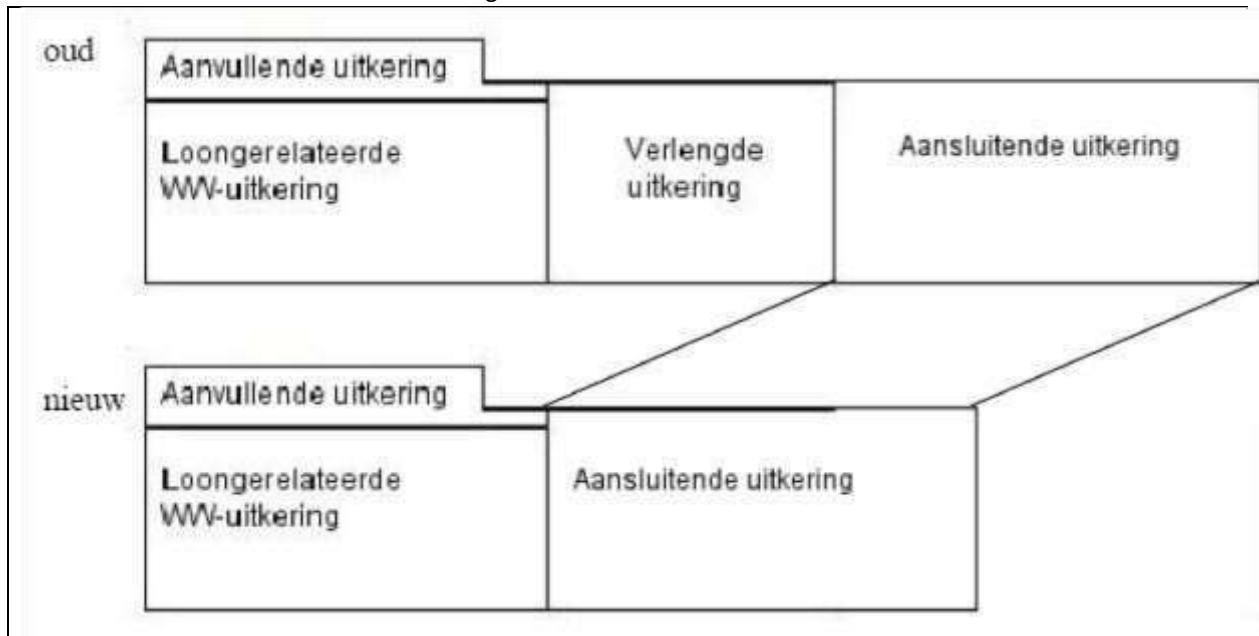 oud
Aanvullende uitkering
Loongerelateerde
WW-uitkering
Verlengde
uitkering
Aansluitende uitkering
nieuw
Aanvullende uitkering
Loongerelateerde
WW-uitkering
Aansluitende uitkering